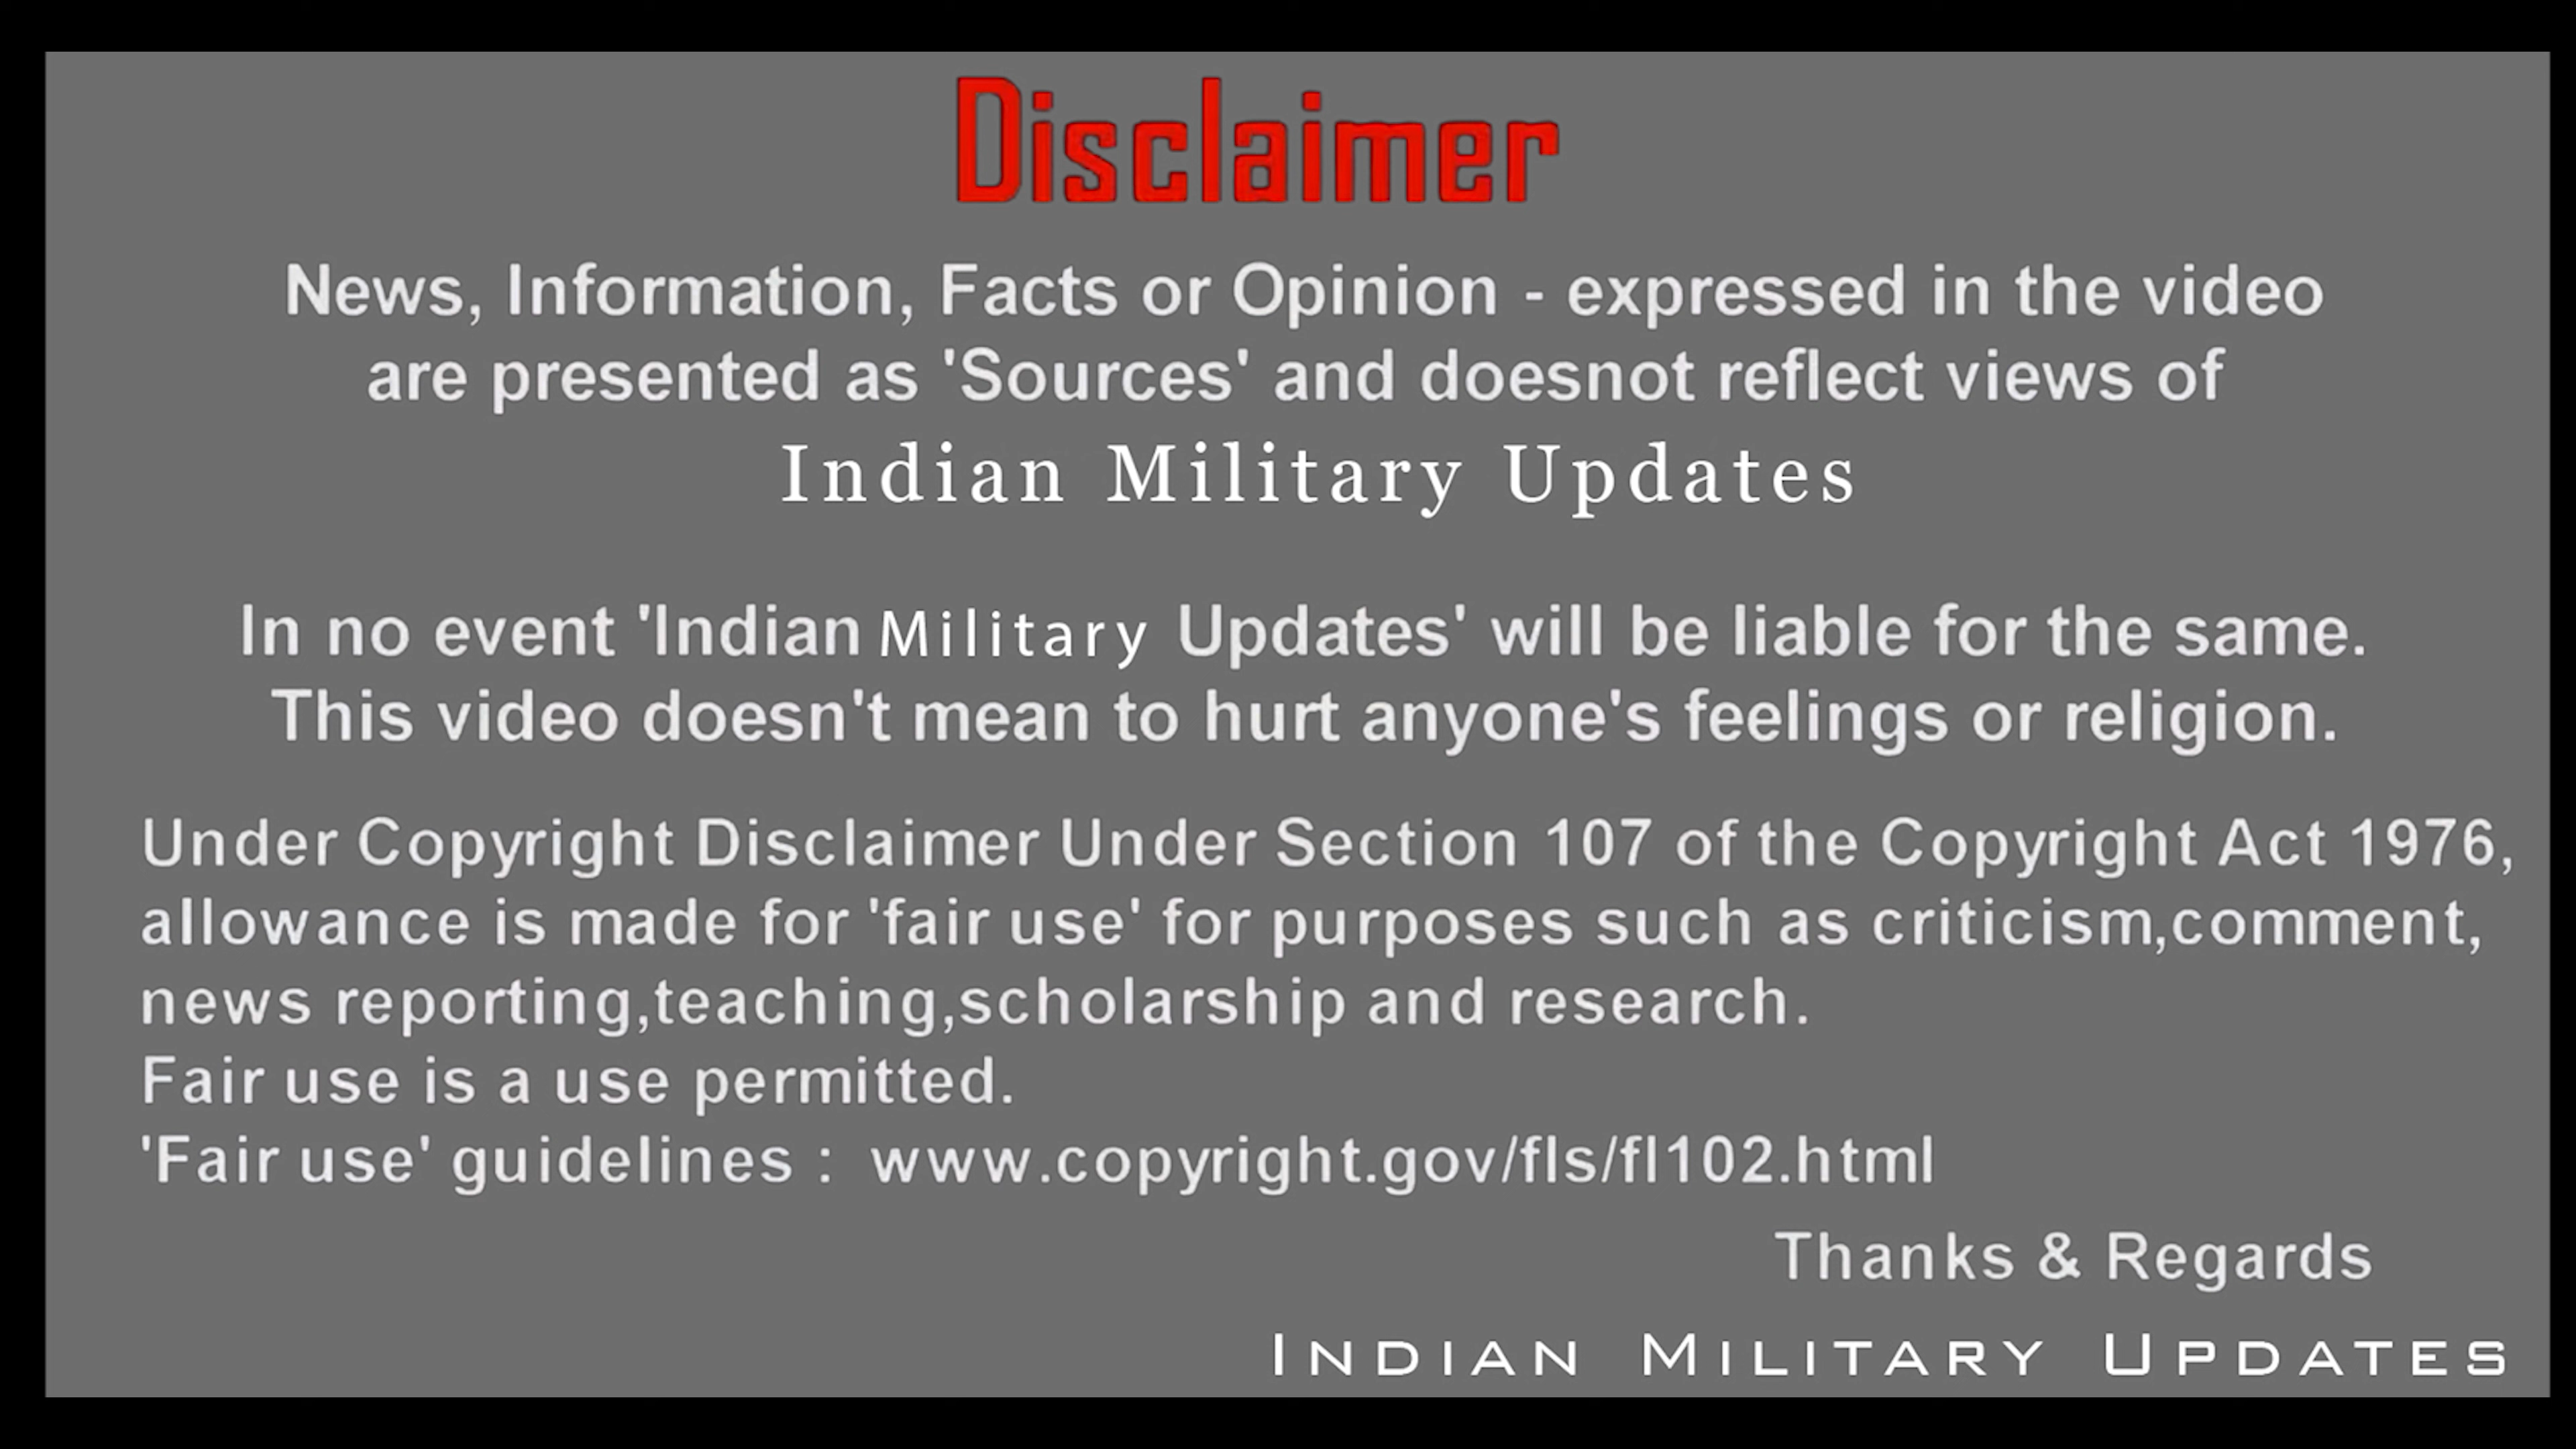 Disclaimer
News, Information, Facts or Opinion - expressed in the video
are presented as 'Sources' and doesnot reflect views of
Indian Military Updates
In no event 'Indian Military Updates' will be liable for the same.
This video doesn't mean to hurt anyone's feelings or religion.
Under Copyright Disclaimer Under Section 107 of the Copyright Act 1976,
allowance is made for 'fair use' for purposes such as criticism,comment,
news reporting,teaching,scholarship and research.
Fair use is a use permitted.
'Fair use' guidelines : www.copyright.gov/fls/fl102.html
Thanks & Regards
INDIAN MILITARY UPDATES